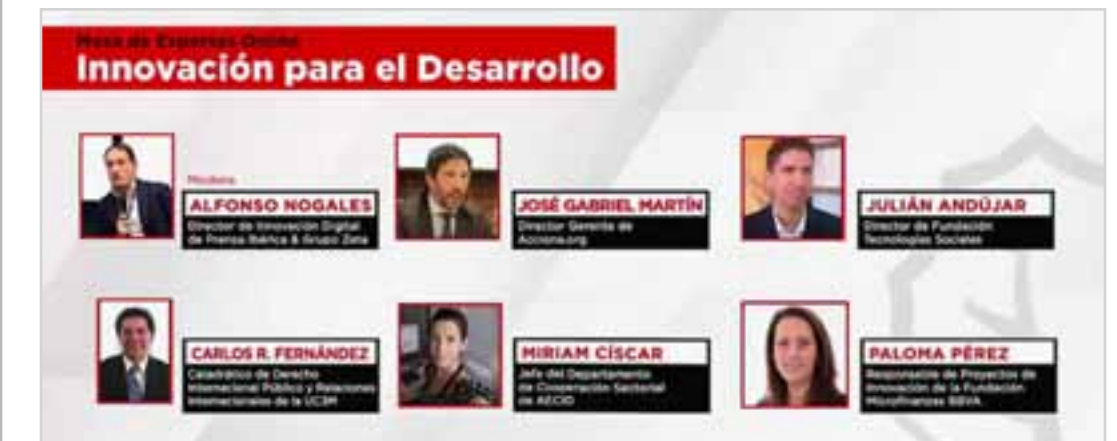 Mesa de Expertos Online
Innovación para el Desarrollo
Modera
ALFONSO NOGALES
Director de Innovación Digital
de Prensa Ibérica & Grupo Zeta
JOSÉ GABRIEL MARTÍN
Director Gerente de
Acciona.org
JULIÁN ANDÚJAR
Director de Fundación
Tecnologías Sociales
CARLOS R. FERNÁNDEZ
Catedrático de Derecho
Internacional Público y Relaciones
Internacionales de la UC3M
MIRIAM CÍSCAR
Jefe del Departamento
de Cooperación Sectorial
de AECID
PALOMA PÉREZ
Responsable de Proyectos de
Innovación de la Fundación
Microfinanzas BBVA